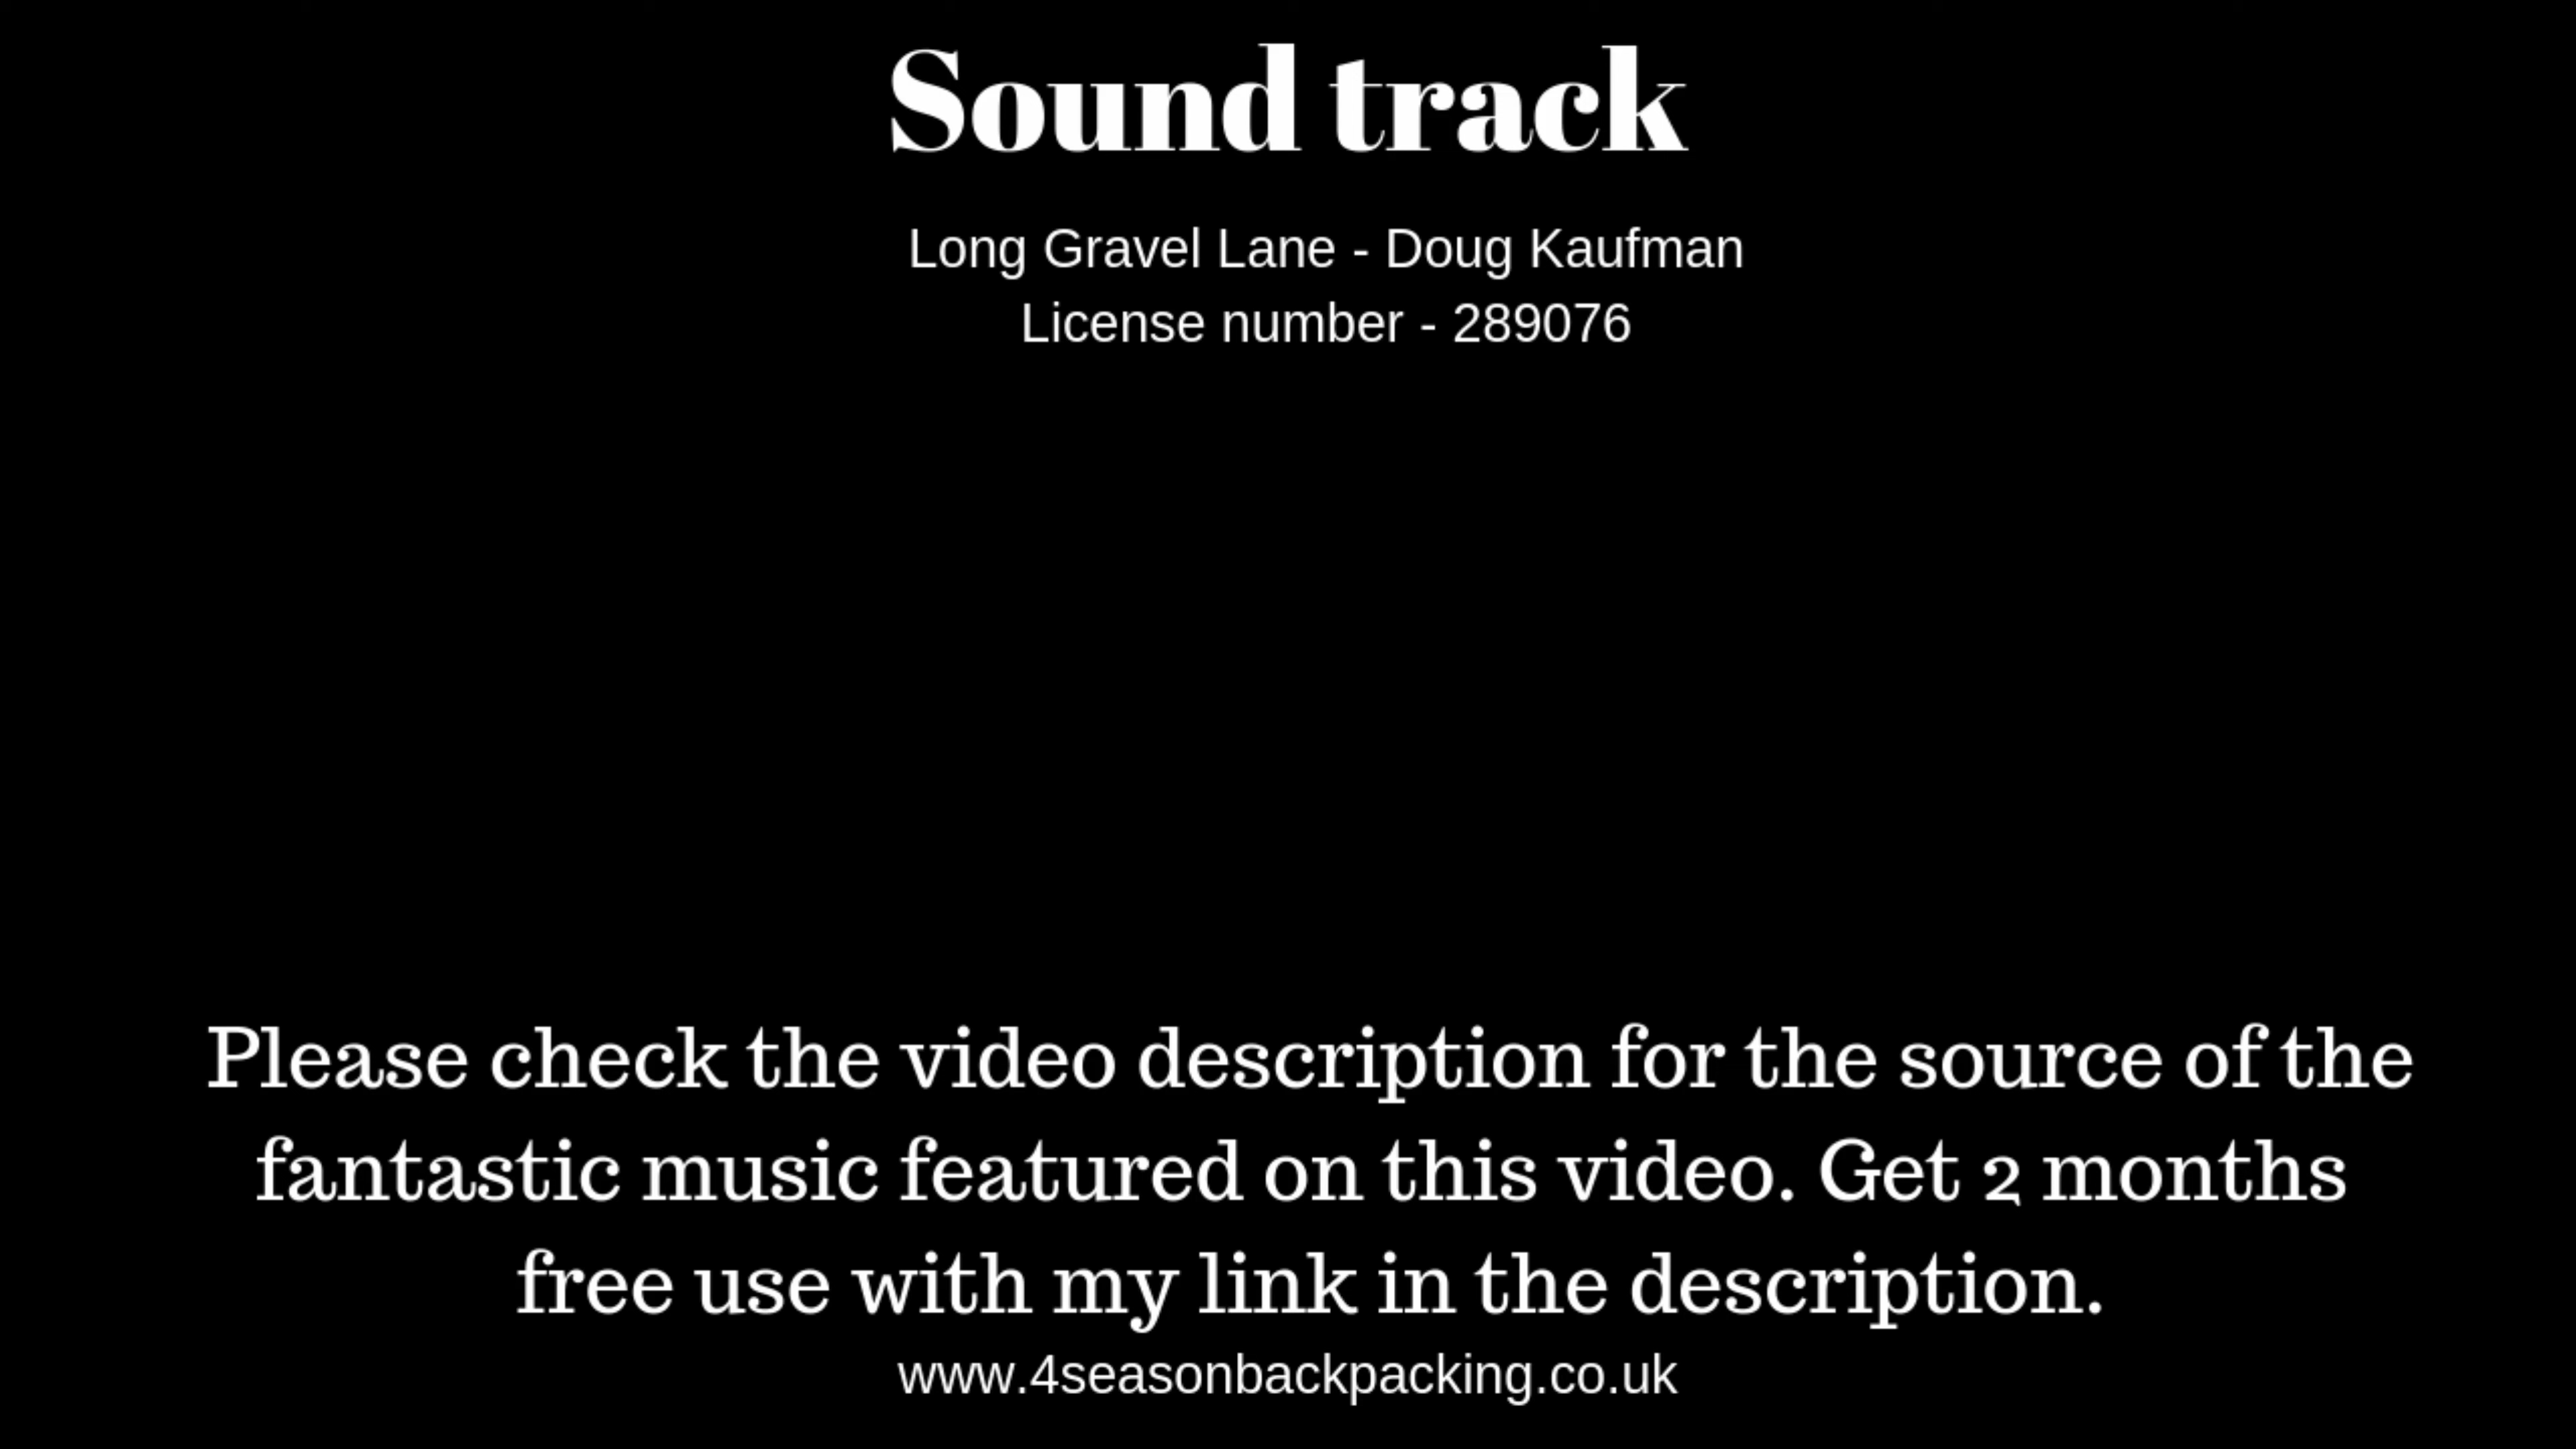 Sound track
Long Gravel Lane - Doug Kaufman
License number - 289076
Please check the video description for the source of the
fantastic music featured on this video. Get 2 months
free use with my link in the description.
www.4seasonbackpacking.co.uk